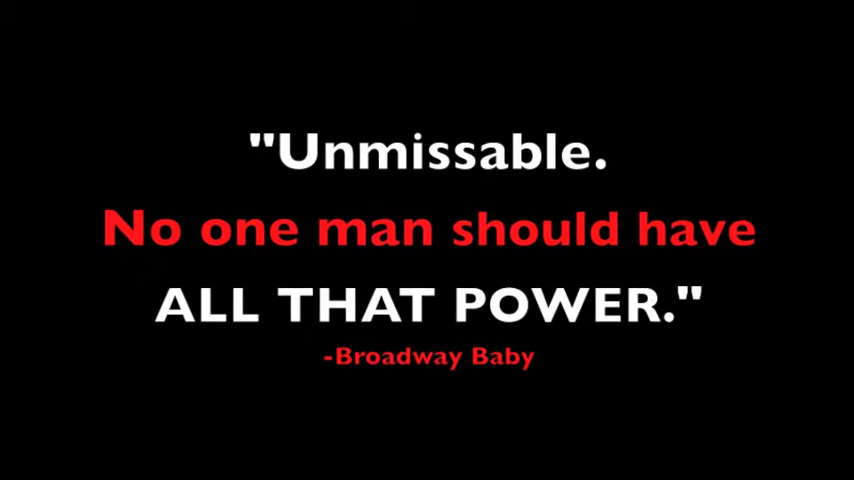 "Unmissable.
No one man should have
ALL THAT POWER."
-Broadway Baby